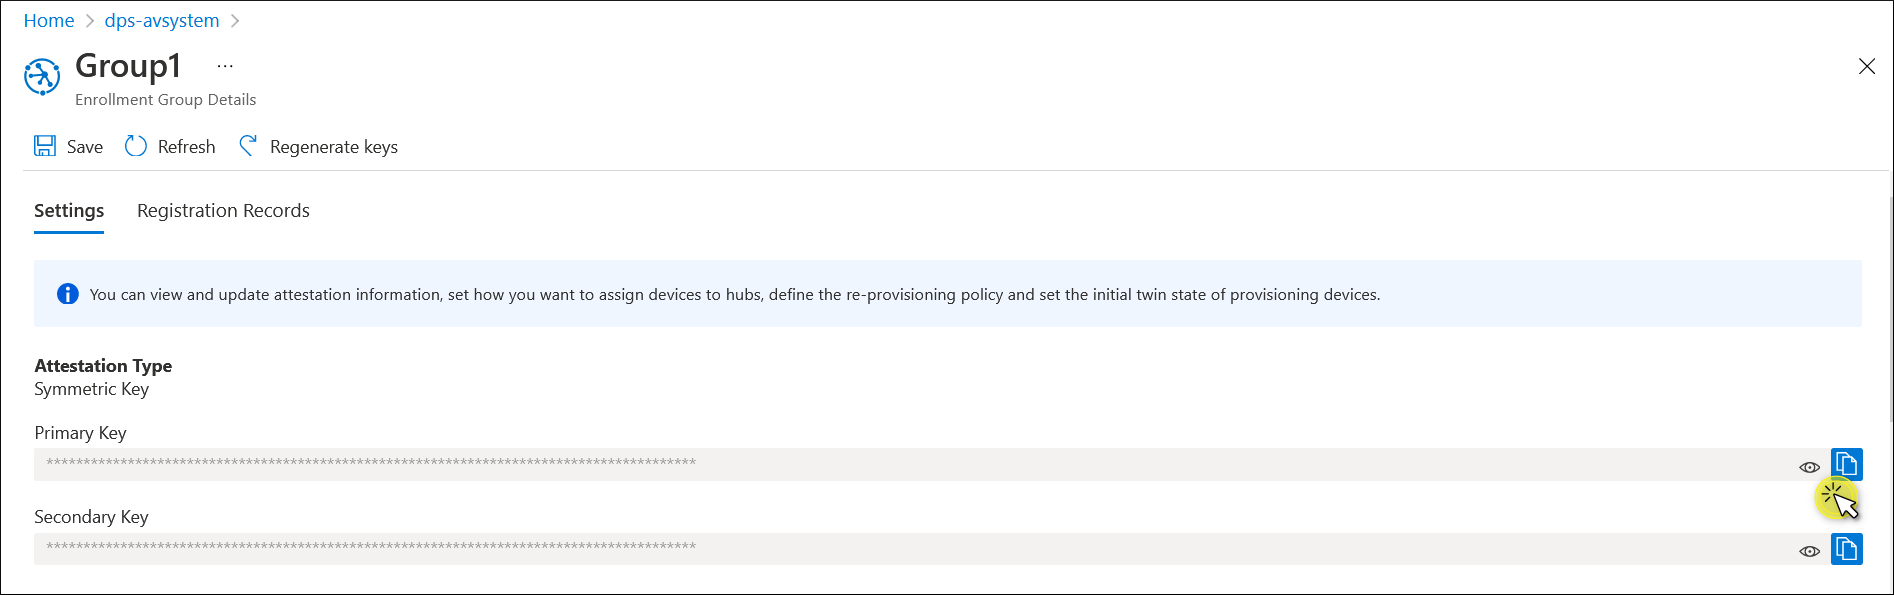 Home > dps-avsystem >
Group1 ...
Enrollment Group Details
Save Refresh Regenerate keys
Settings Registration Records
You can view and update attestation information, set how you want to assign devices to hubs, define the re-provisioning policy and set the initial twin state of provisioning devices.
Attestation Type
Symmetric Key
Primary Key
****************************************************************************************
Secondary Key
****************************************************************************************